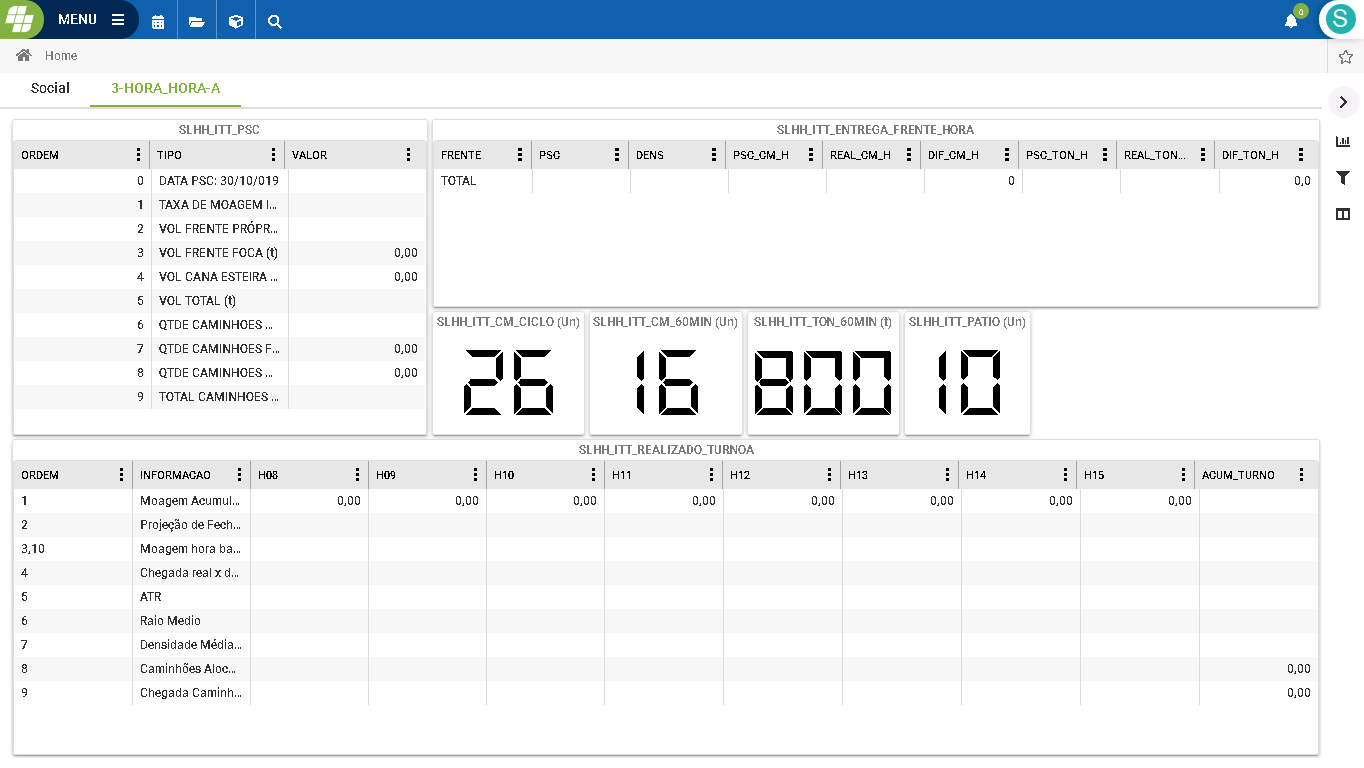 MENU
0
S
Home
Social
3-HORA_HORA-A
SLHH_ITT_PSC
ORDEM TIPO VALOR
0 DATA PSC: 30/10/019
1 TAXA DE MOAGEM I...
2 VOL FRENTE PRÓPR...
3 VOL FRENTE FOCA (t) 0,00
4 VOL CANA ESTEIRA ... 0,00
5 VOL TOTAL (t)
6 QTDE CAMINHOES ...
7 QTDE CAMINHOES F... 0,00
8 QTDE CAMINHOES ... 0,00
9 TOTAL CAMINHOES ...
SLHH_ITT_ENTREGA_FRENTE_HORA
FRENTE PSC DENS PSC_CM_H REAL_CM_H DIF_CM_H PSC_TON_H REAL_TON... DIF_TON_H
TOTAL 0 0,0
SLHH_ITT_CM_CICLO (Un)
26
SLHH_ITT_CM_60MIN (Un)
16
SLHH_ITT_TON_60MIN (t)
800
SLHH_ITT_PATIO (Un)
10
SLHH_ITT_REALIZADO_TURNOA
ORDEM INFORMACAO H08 H09 H10 H11 H12 H13 H14 H15 ACUM_TURNO
1 Moagem Acumul... 0,00 0,00 0,00 0,00 0,00 0,00 0,00 0,00
2 Projeção de Fech...
3,10 Moagem hora ba...
4 Chegada real x d...
5 ATR
6 Raio Medio
7 Densidade Média...
8 Caminhões Aloc... 0,00
9 Chegada Caminh... 0,00